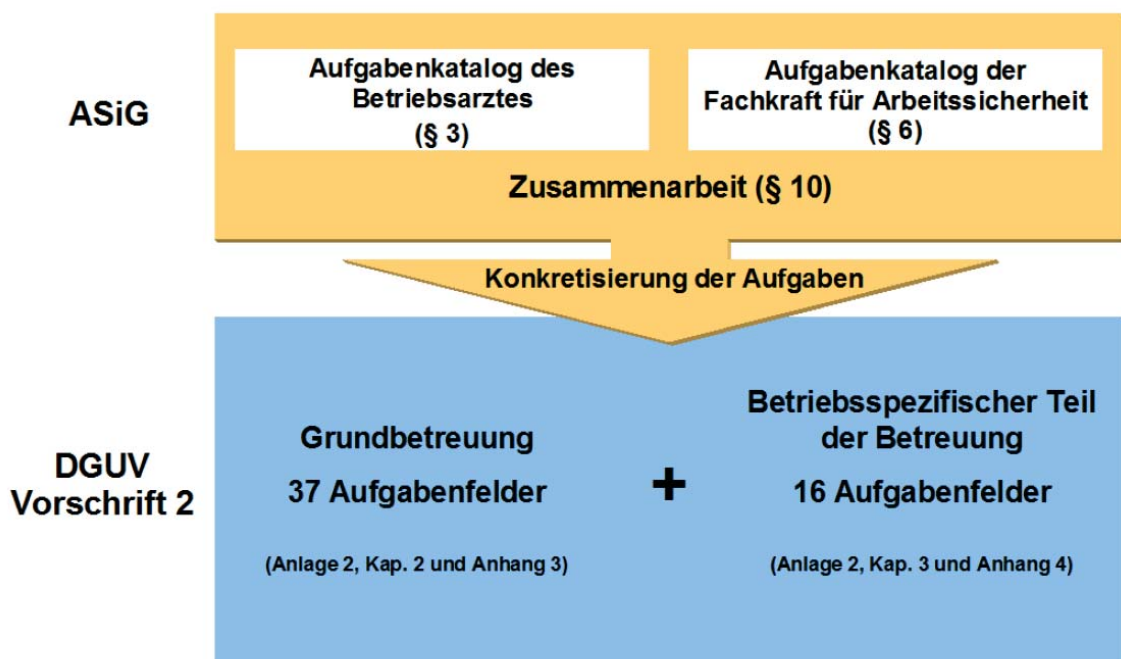 ASiG
Aufgabenkatalog des
Betriebsarztes
(§ 3)
Aufgabenkatalog der
Fachkraft für Arbeitssicherheit
(§ 6)
Zusammenarbeit (§ 10)
Konkretisierung der Aufgaben
DGUV
Vorschrift 2
Grundbetreuung
37 Aufgabenfelder
(Anlage 2, Kap. 2 und Anhang 3)
+
Betriebsspezifischer Teil
der Betreuung
16 Aufgabenfelder
(Anlage 2, Kap. 3 und Anhang 4)